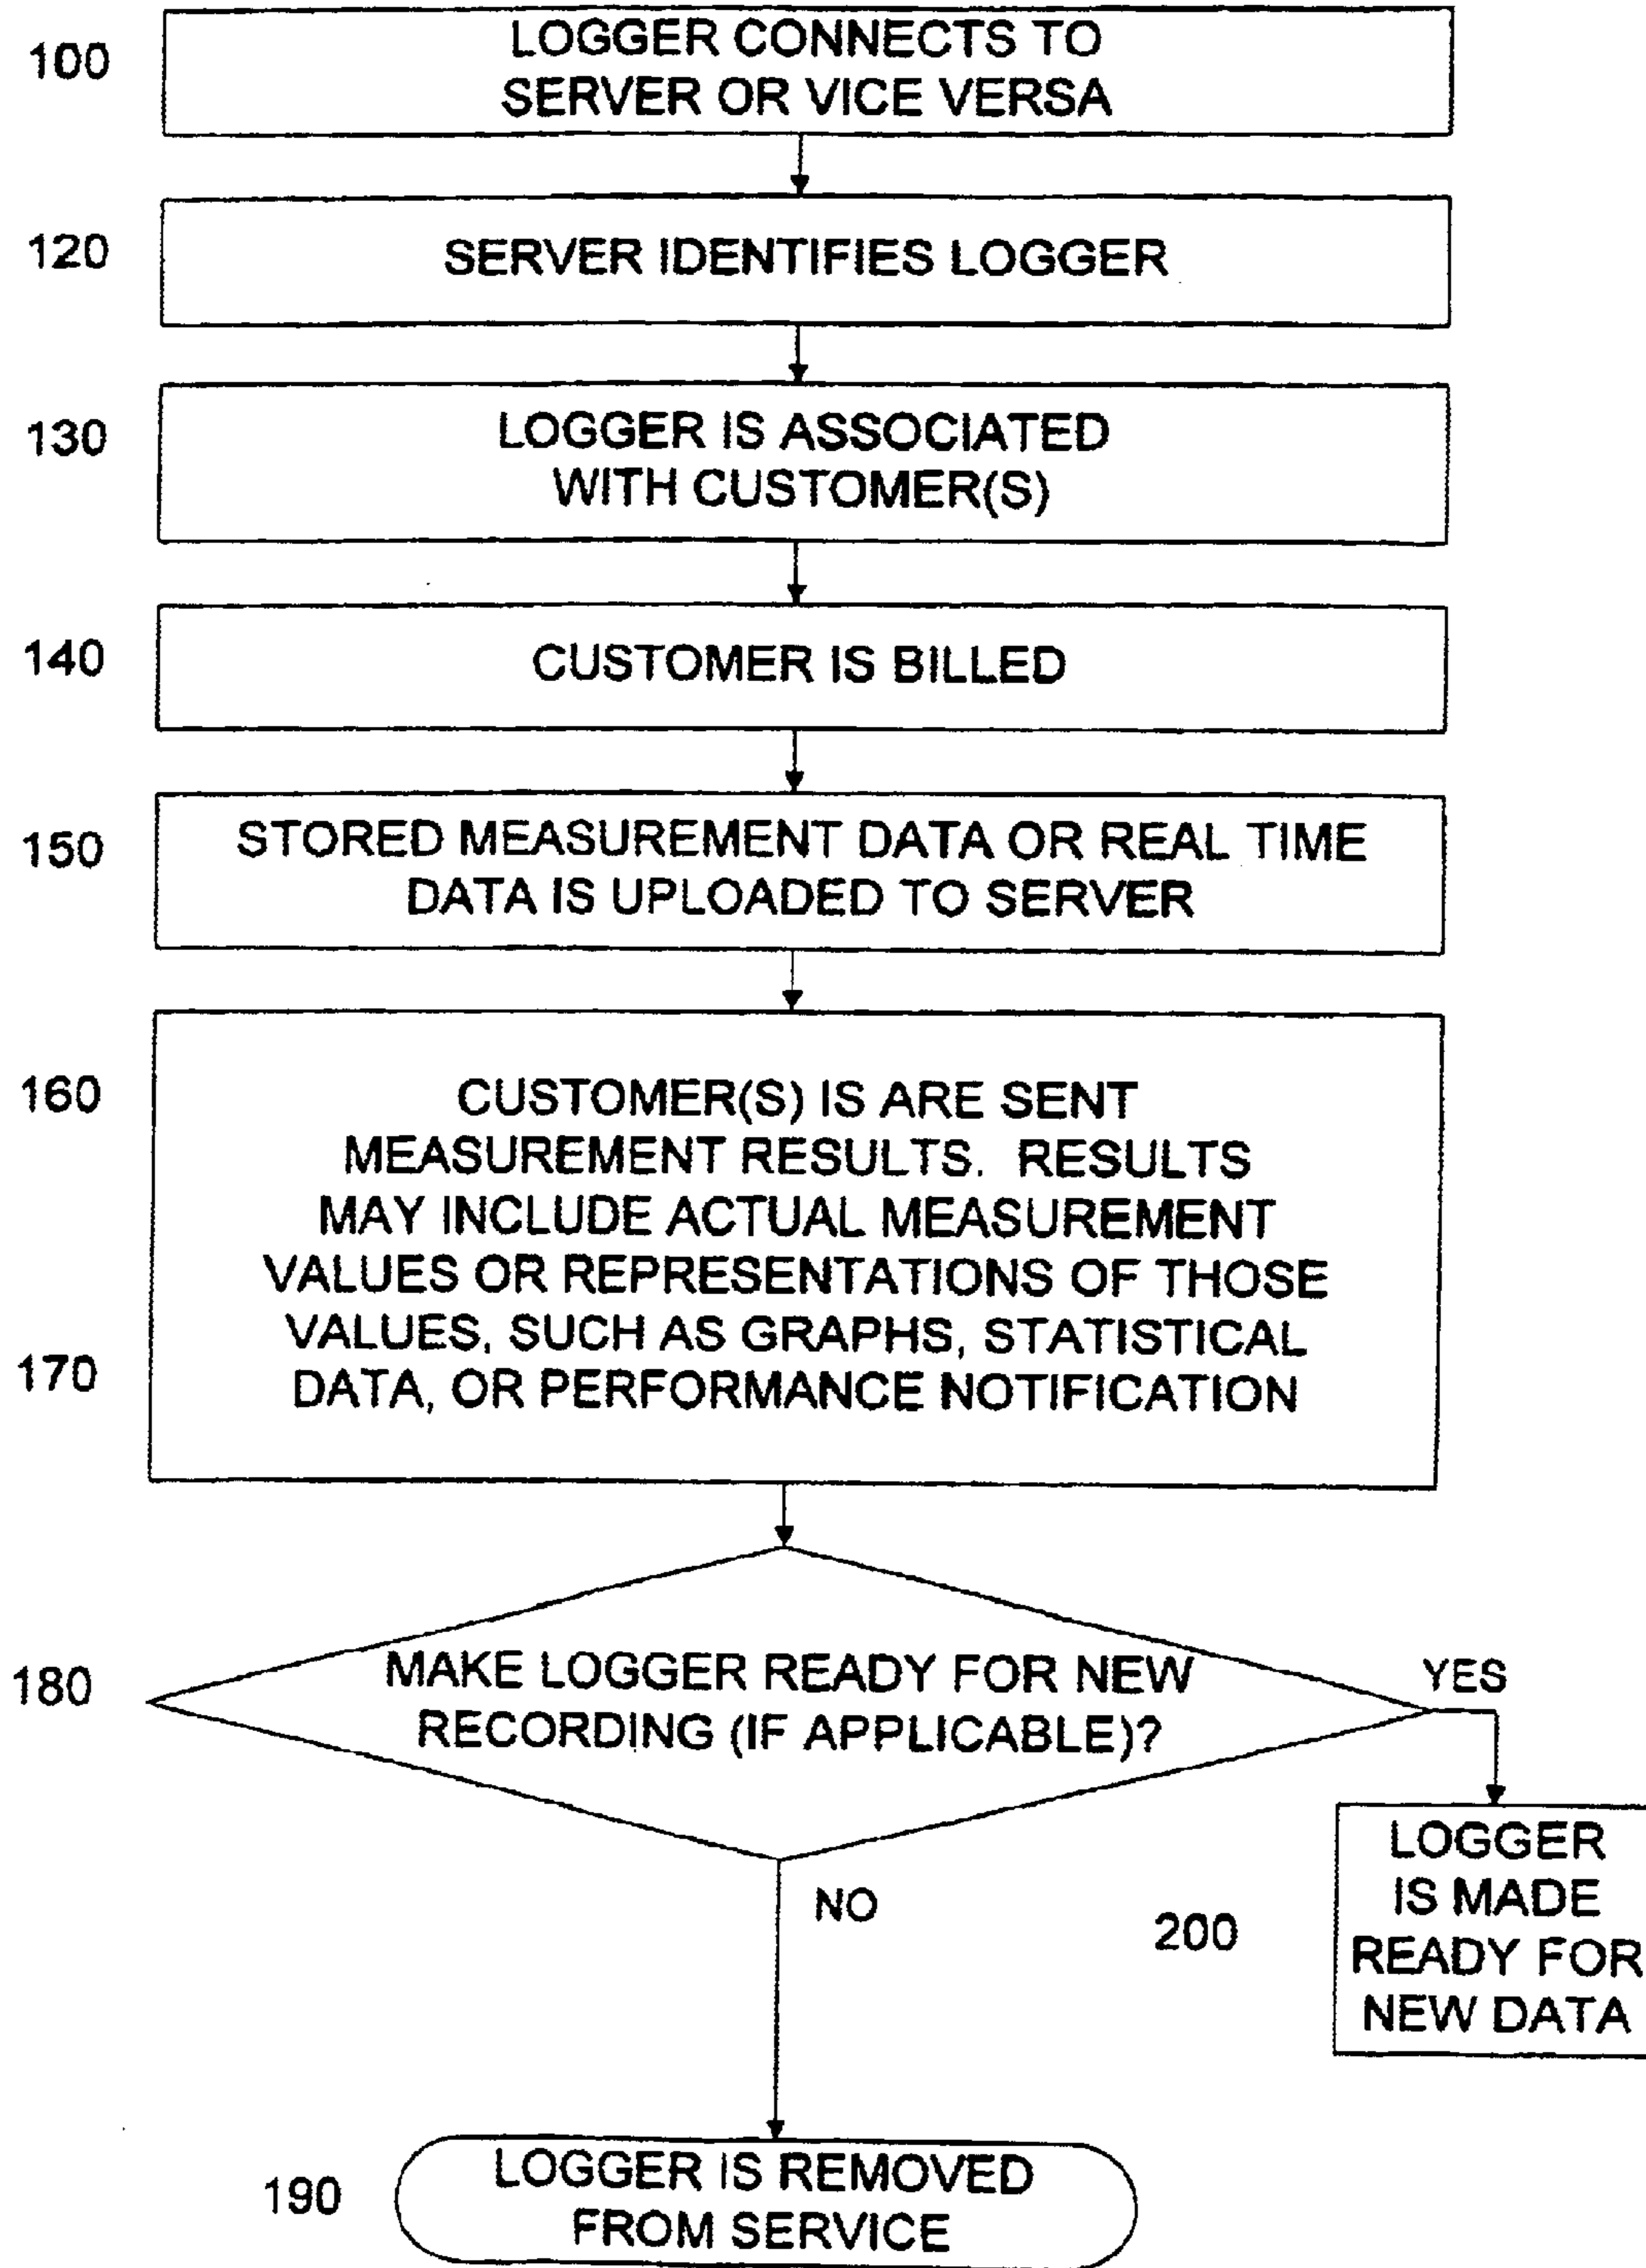 100
LOGGER CONNECTS TO
SERVER OR VICE VERSA
120
SERVER IDENTIFIES LOGGER
130
LOGGER IS ASSOCIATED
WITH CUSTOMER(S)
140
CUSTOMER IS BILLED
150
STORED MEASUREMENT DATA OR REAL TIME
DATA IS UPLOADED TO SERVER
160
CUSTOMER(S) IS ARE SENT
MEASUREMENT RESULTS. RESULTS
MAY INCLUDE ACTUAL MEASUREMENT
VALUES OR REPRESENTATIONS OF THOSE
VALUES, SUCH AS GRAPHS, STATISTICAL
170
DATA, OR PERFORMANCE NOTIFICATION
180
MAKE LOGGER READY FOR NEW
RECORDING (IF APPLICABLE)?
YES
NO
200
LOGGER
IS MADE
READY FOR
NEW DATA
190
LOGGER IS REMOVED
FROM SERVICE